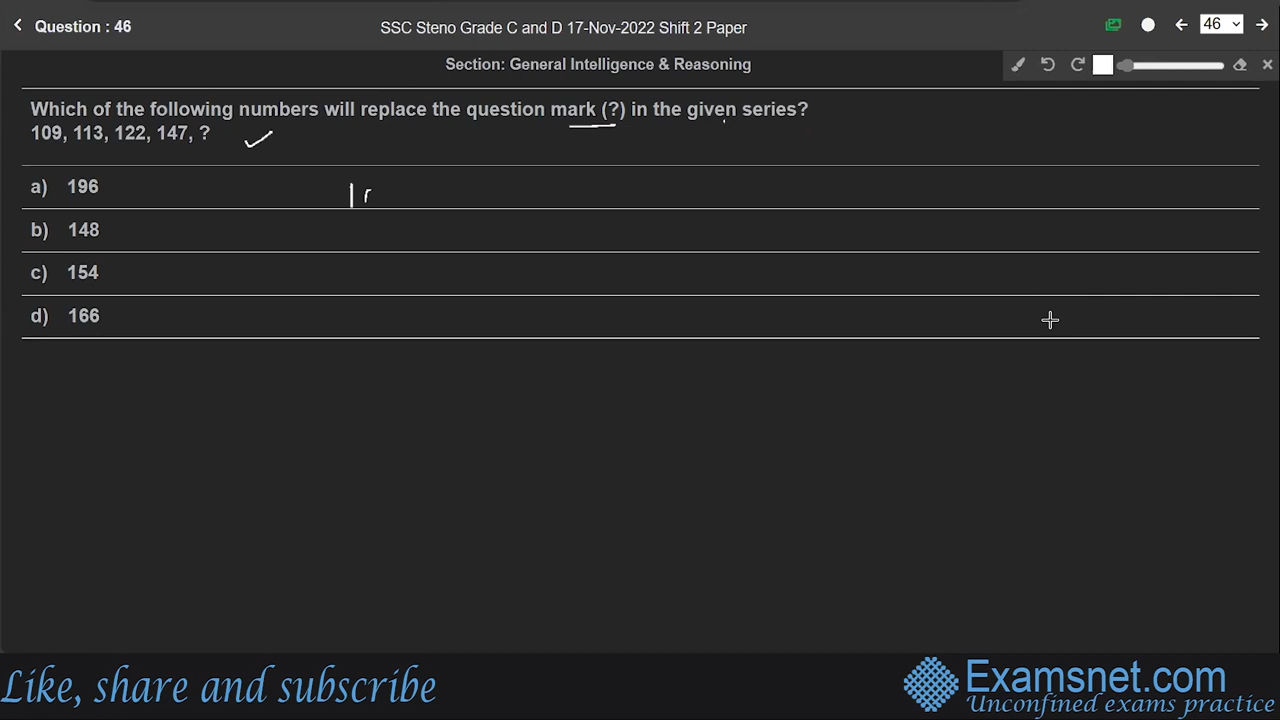 Question : 46
SSC Steno Grade C and D 17-Nov-2022 Shift 2 Paper
46
Section: General Intelligence & Reasoning
Which of the following numbers will replace the question mark (?) in the given series?
109, 113, 122, 147, ?
a) 196
b) 148
c) 154
d) 166
Like, share and subscribe
Examsnet.com
Unconfined exams practice